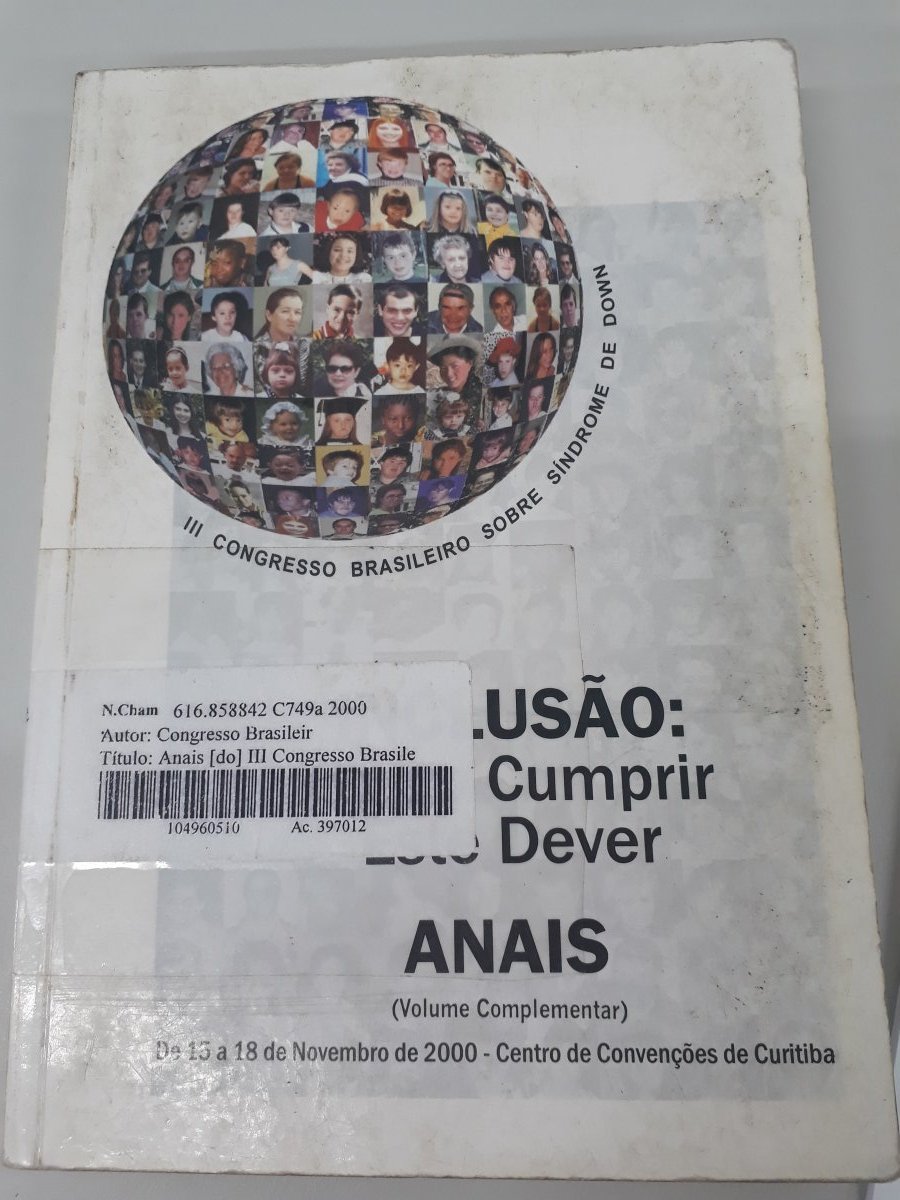 III CONGRESSO BRASILEIRO SOBRE SÍNDROME DE DOWN
N.Cham 616.858842 C749a 2000
Autor: Congresso Brasileir
Título: Anais [do] III Congresso Brasile
104960510 Ac. 397012
LUSÃO:
Cumprir
Este Dever
ANAIS
(Volume Complementar)
De 15 a 18 de Novembro de 2000 - Centro de Convenções de Curitiba